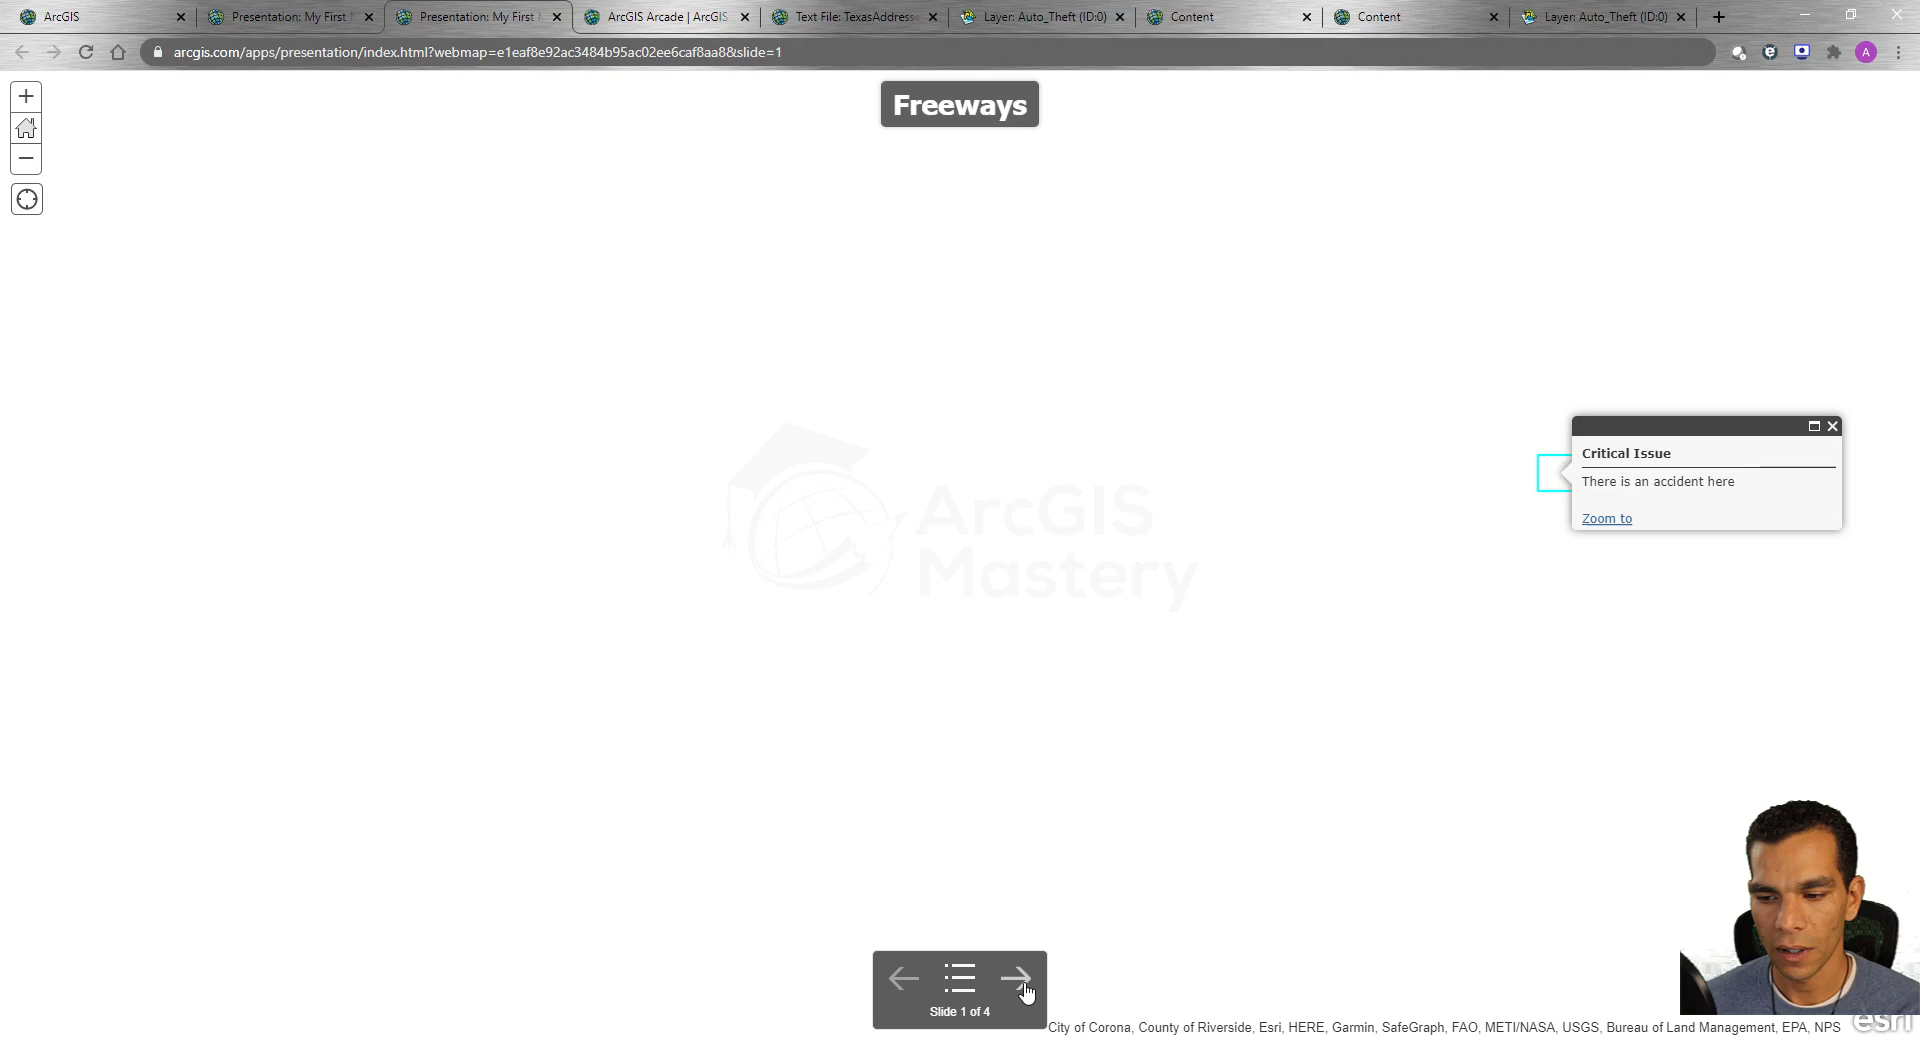 ArcGIS
Presentation: My First
Presentation: My First
ArcGIS Arcade | ArcGIS
Text File: TexasAddresse
Layer: Auto_Theft (ID:0)
Content
Content
Layer: Auto_Theft (ID:0)
arcgis.com/apps/presentation/index.html?webmap=e1eaf8e92ac3484b95ac02ee6caf8aa8&slide=1
A
Freeways
Critical Issue
There is an accident here
Zoom to
ArcGIS
Mastery
Slide 1 of 4
City of Corona, County of Riverside, Esri, HERE, Garmin, SafeGraph, FAO, METI/NASA, USGS, Bureau of Land Management, EPA, NPS
esri